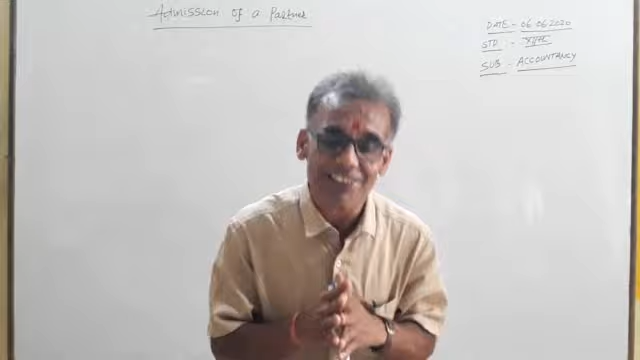 Admission of a Partner
DATE - 06.06.2020
STD : - XIIth
SUB - ACCOUNTANCY